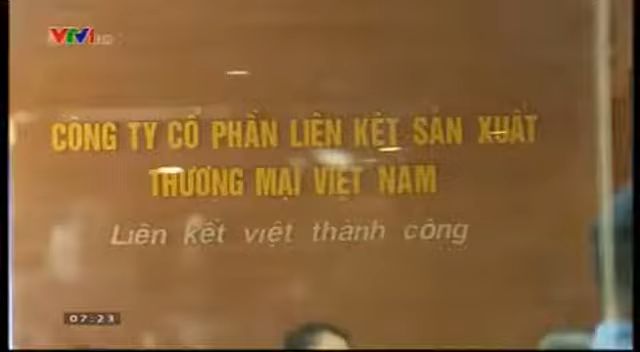 VTV1 HD
CÔNG TY CỔ PHẦN LIÊN KẾT SẢN XUẤT
THƯƠNG MẠI VIỆT NAM
Liên kết việt thành công
07:23